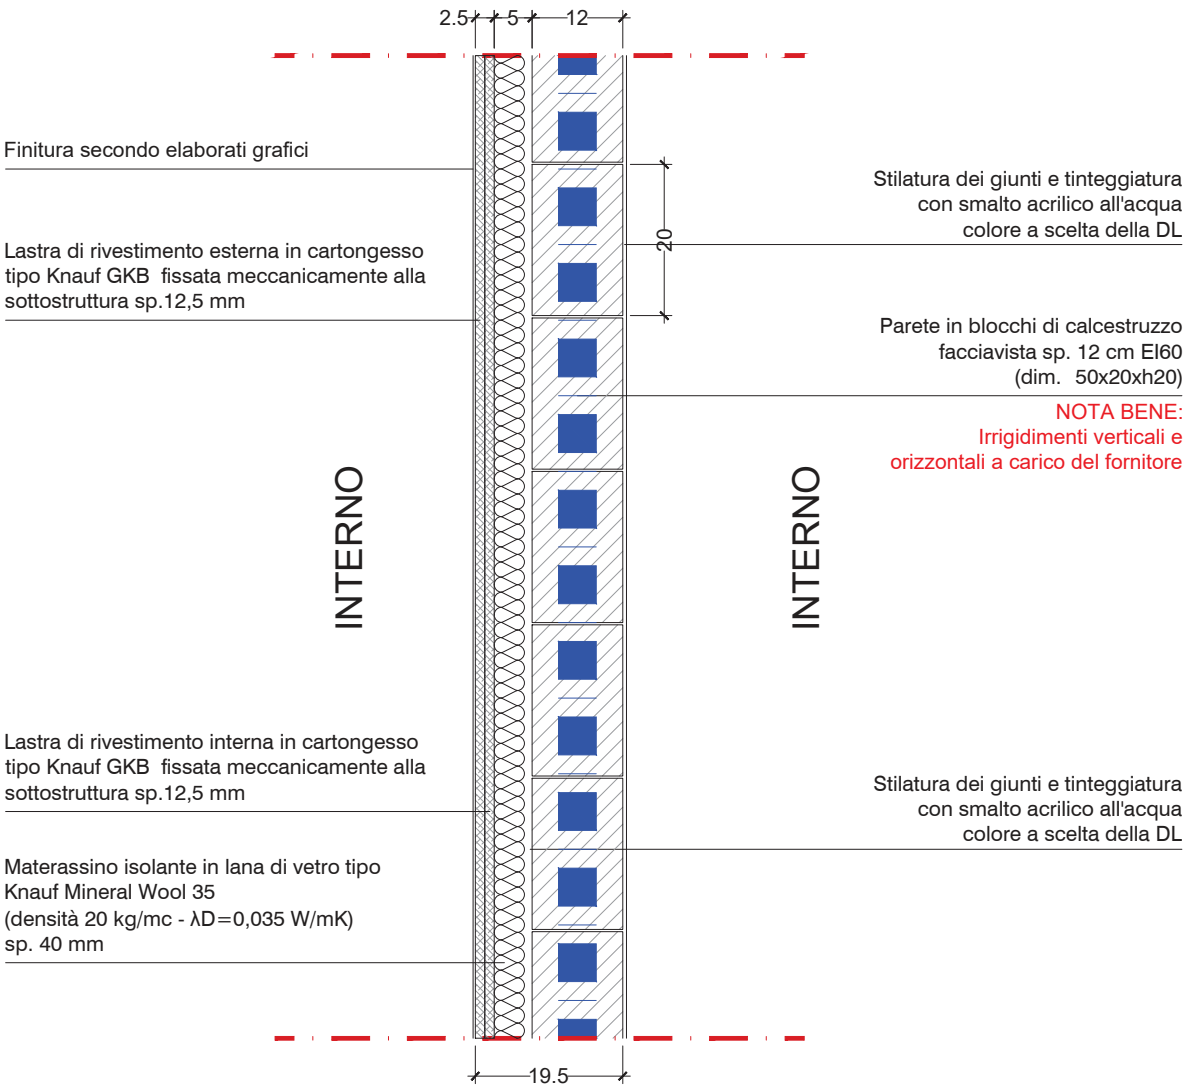 2.5 5 12
Finitura secondo elaborati grafici
Lastra di rivestimento esterna in cartongesso
tipo Knauf GKB fissata meccanicamente alla
sottostruttura sp.12,5 mm
INTERNO
Lastra di rivestimento interna in cartongesso
tipo Knauf GKB fissata meccanicamente alla
sottostruttura sp.12,5 mm
Materassino isolante in lana di vetro tipo
Knauf Mineral Wool 35
(densità 20 kg/mc - λD=0,035 W/mK)
sp. 40 mm
20
Stilatura dei giunti e tinteggiatura
con smalto acrilico all'acqua
colore a scelta della DL
Parete in blocchi di calcestruzzo
facciavista sp. 12 cm EI60
(dim. 50x20xh20)
NOTA BENE:
Irrigidimenti verticali e
orizzontali a carico del fornitore
INTERNO
Stilatura dei giunti e tinteggiatura
con smalto acrilico all'acqua
colore a scelta della DL
19.5